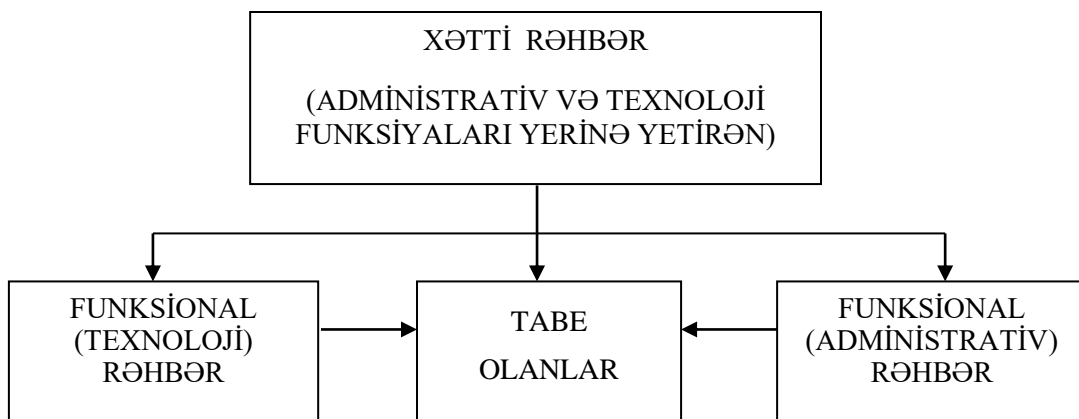 XƏTTİ RƏHBƏR
(ADMİNİSTRATİV VƏ TEXNOLOJİ
FUNKSİYALARI YERİNƏ YETİRƏN)
FUNKSİONAL
(TEXNOLOJİ)
RƏHBƏR
TABE
OLANLAR
FUNKSİONAL
(ADMİNİSTRATİV)
RƏHBƏR